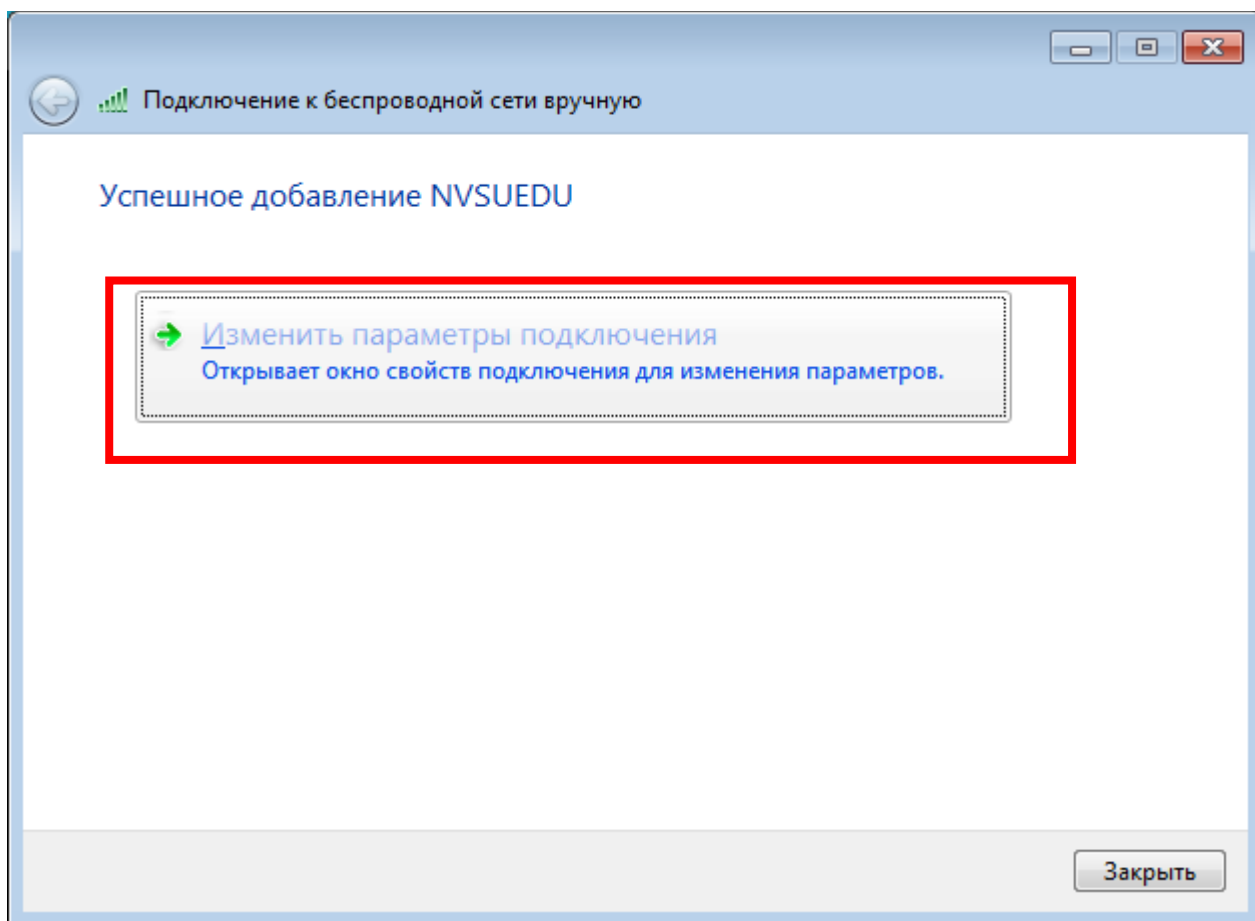 Подключение к беспроводной сети вручную
Успешное добавление NVSUEDU
Изменить параметры подключения
Открывает окно свойств подключения для изменения параметров.
Закрыть